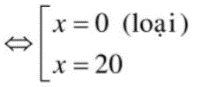 x = 0 (loại)
⇔ [
x = 20